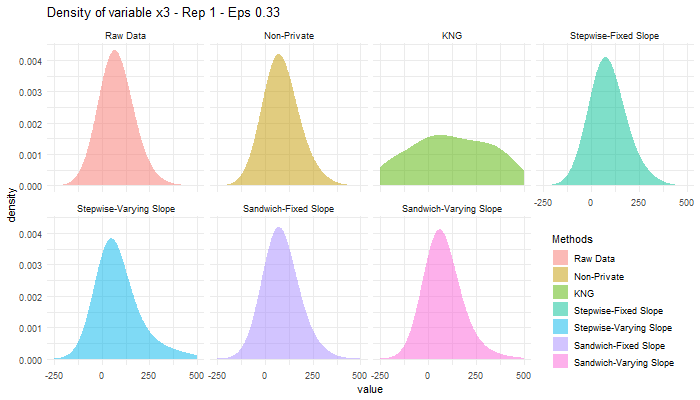 Density of variable x3 - Rep 1 - Eps 0.33
Raw Data
Non-Private
KNG
Stepwise-Fixed Slope
0.004
0.003
0.002
0.001
0.000
-250
0
250
500
density
Stepwise-Varying Slope
Sandwich-Fixed Slope
Sandwich-Varying Slope
0.004
0.003
0.002
0.001
0.000
-250
0
250
500
-250
0
250
500
-250
0
250
500
value
Methods
Raw Data
Non-Private
KNG
Stepwise-Fixed Slope
Stepwise-Varying Slope
Sandwich-Fixed Slope
Sandwich-Varying Slope